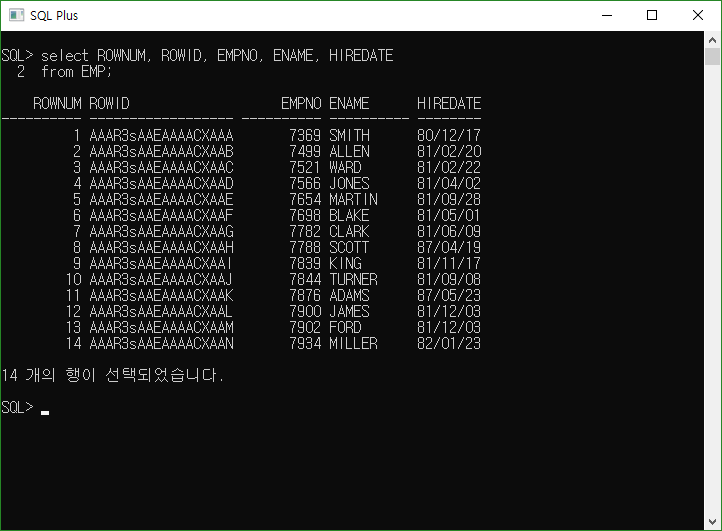 SQL Plus
SQL> select ROWNUM, ROWID, EMPNO, ENAME, HIREDATE
  2  from EMP;
    ROWNUM ROWID                   EMPNO ENAME      HIREDATE
---------- ------------------ ---------- ---------- --------
         1 AAAR3sAAEAAAACXAAA       7369 SMITH      80/12/17
         2 AAAR3sAAEAAAACXAAB       7499 ALLEN      81/02/20
         3 AAAR3sAAEAAAACXAAC       7521 WARD       81/02/22
         4 AAAR3sAAEAAAACXAAD       7566 JONES      81/04/02
         5 AAAR3sAAEAAAACXAAE       7654 MARTIN     81/09/28
         6 AAAR3sAAEAAAACXAAF       7698 BLAKE      81/05/01
         7 AAAR3sAAEAAAACXAAG       7782 CLARK      81/06/09
         8 AAAR3sAAEAAAACXAAH       7788 SCOTT      87/04/19
         9 AAAR3sAAEAAAACXAAI       7839 KING       81/11/17
        10 AAAR3sAAEAAAACXAAJ       7844 TURNER     81/09/08
        11 AAAR3sAAEAAAACXAAK       7876 ADAMS      87/05/23
        12 AAAR3sAAEAAAACXAAL       7900 JAMES      81/12/03
        13 AAAR3sAAEAAAACXAAM       7902 FORD       81/12/03
        14 AAAR3sAAEAAAACXAAN       7934 MILLER     82/01/23
14 개의 행이 선택되었습니다.
SQL>